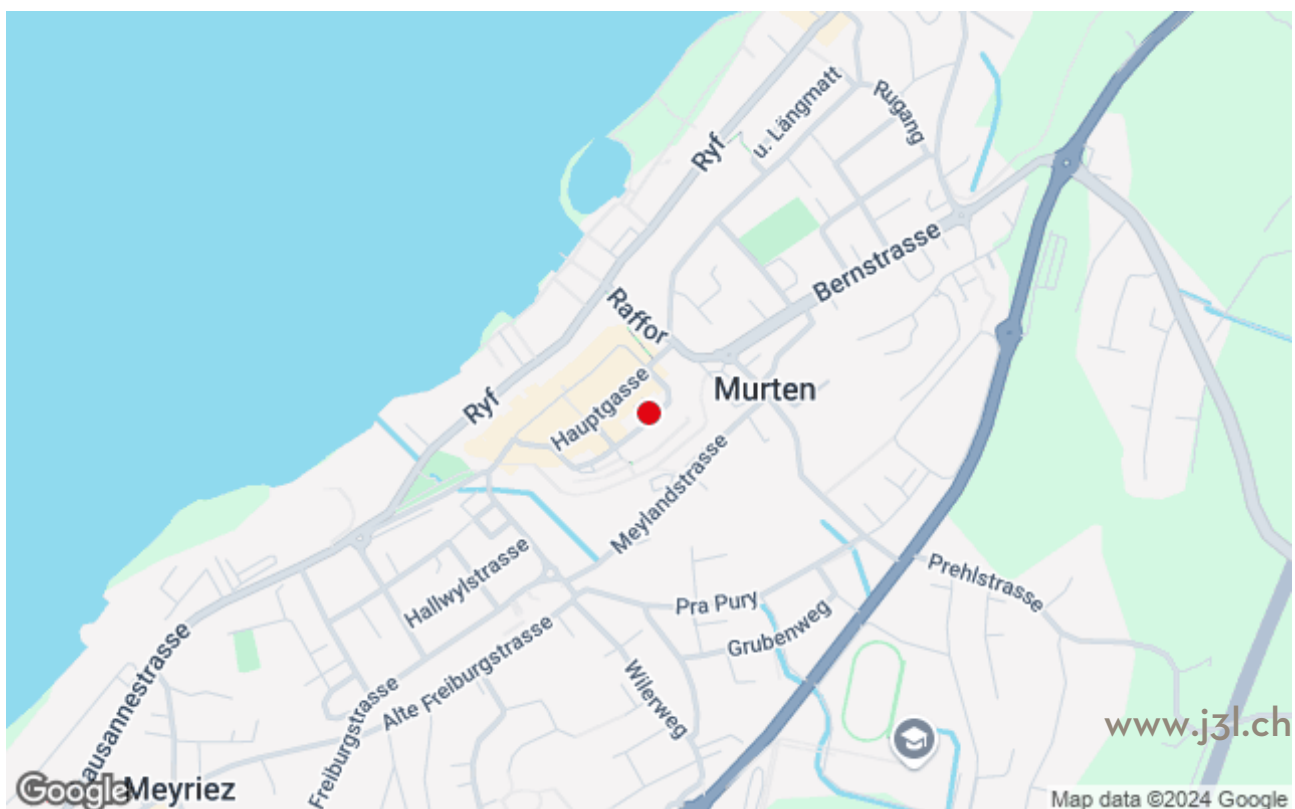 u. Längmatt
Rugang
Ryf
Bernstrasse
Raffor
Murten
Hauptgasse
Ryf
Meylandstrasse
Prehlstrasse
Hallwylstrasse
Pra Pury
Grubenweg
Alte Freiburgstrasse
Wilerweg
ausannestrasse
Freiburgstrasse
www.j3l.ch
Google
Meyriez
Map data ©2024 Google